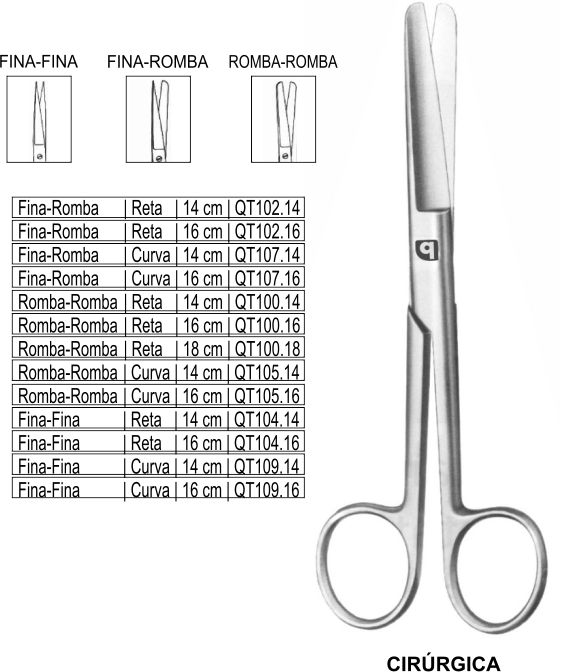 FINA-FINA FINA-ROMBA ROMBA-ROMBA
Fina-Romba | Reta | 14 cm | QT102.14
Fina-Romba | Reta | 16 cm | QT102.16
Fina-Romba | Curva | 14 cm | QT107.14
Fina-Romba | Curva | 16 cm | QT107.16
Romba-Romba | Reta | 14 cm | QT100.14
Romba-Romba | Reta | 16 cm | QT100.16
Romba-Romba | Reta | 18 cm | QT100.18
Romba-Romba | Curva | 14 cm | QT105.14
Romba-Romba | Curva | 16 cm | QT105.16
Fina-Fina | Reta | 14 cm | QT104.14
Fina-Fina | Reta | 16 cm | QT104.16
Fina-Fina | Curva | 14 cm | QT109.14
Fina-Fina | Curva | 16 cm | QT109.16
CIRÚRGICA